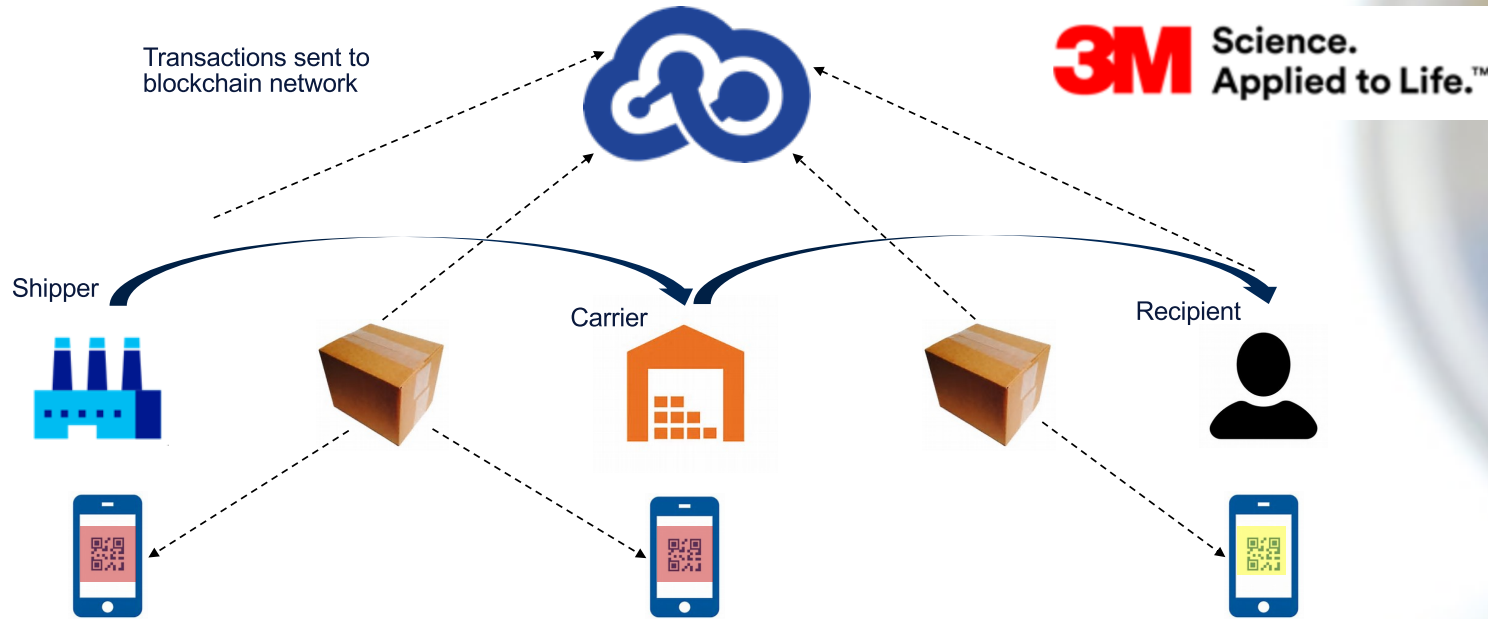 Transactions sent to
blockchain network
3M Science.
Applied to Life.™
Shipper
Carrier
Recipient